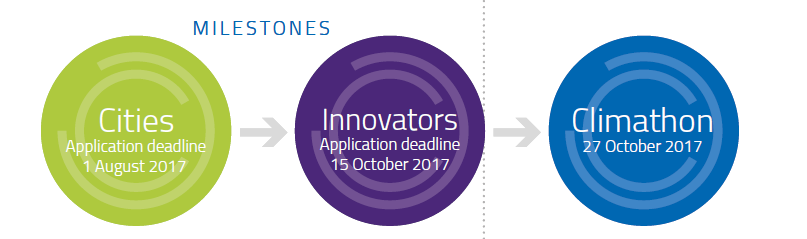 MILESTONES
Cities
Application deadline
1 August 2017
Innovators
Application deadline
15 October 2017
Climathon
27 October 2017